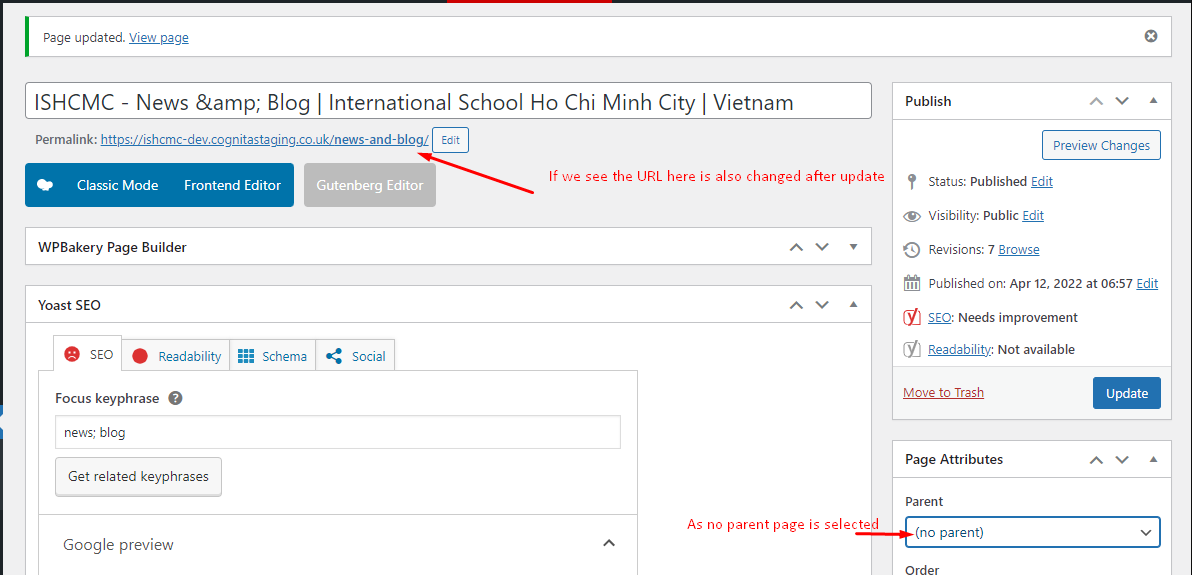 Page updated. View page
ISHCMC - News &amp; Blog | International School Ho Chi Minh City | Vietnam
Permalink: https://ishcmc-dev.cognitastaging.co.uk/news-and-blog/ Edit
If we see the URL here is also changed after update
Classic Mode Frontend Editor Gutenberg Editor
WPBakery Page Builder
Yoast SEO
SEO Readability Schema Social
Focus keyphrase ?
news; blog
Get related keyphrases
Google preview
Publish
Preview Changes
Status: Published Edit
Visibility: Public Edit
Revisions: 7 Browse
Published on: Apr 12, 2022 at 06:57 Edit
SEO: Needs improvement
Readability: Not available
Move to Trash Update
Page Attributes
Parent
As no parent page is selected
(no parent)
Order